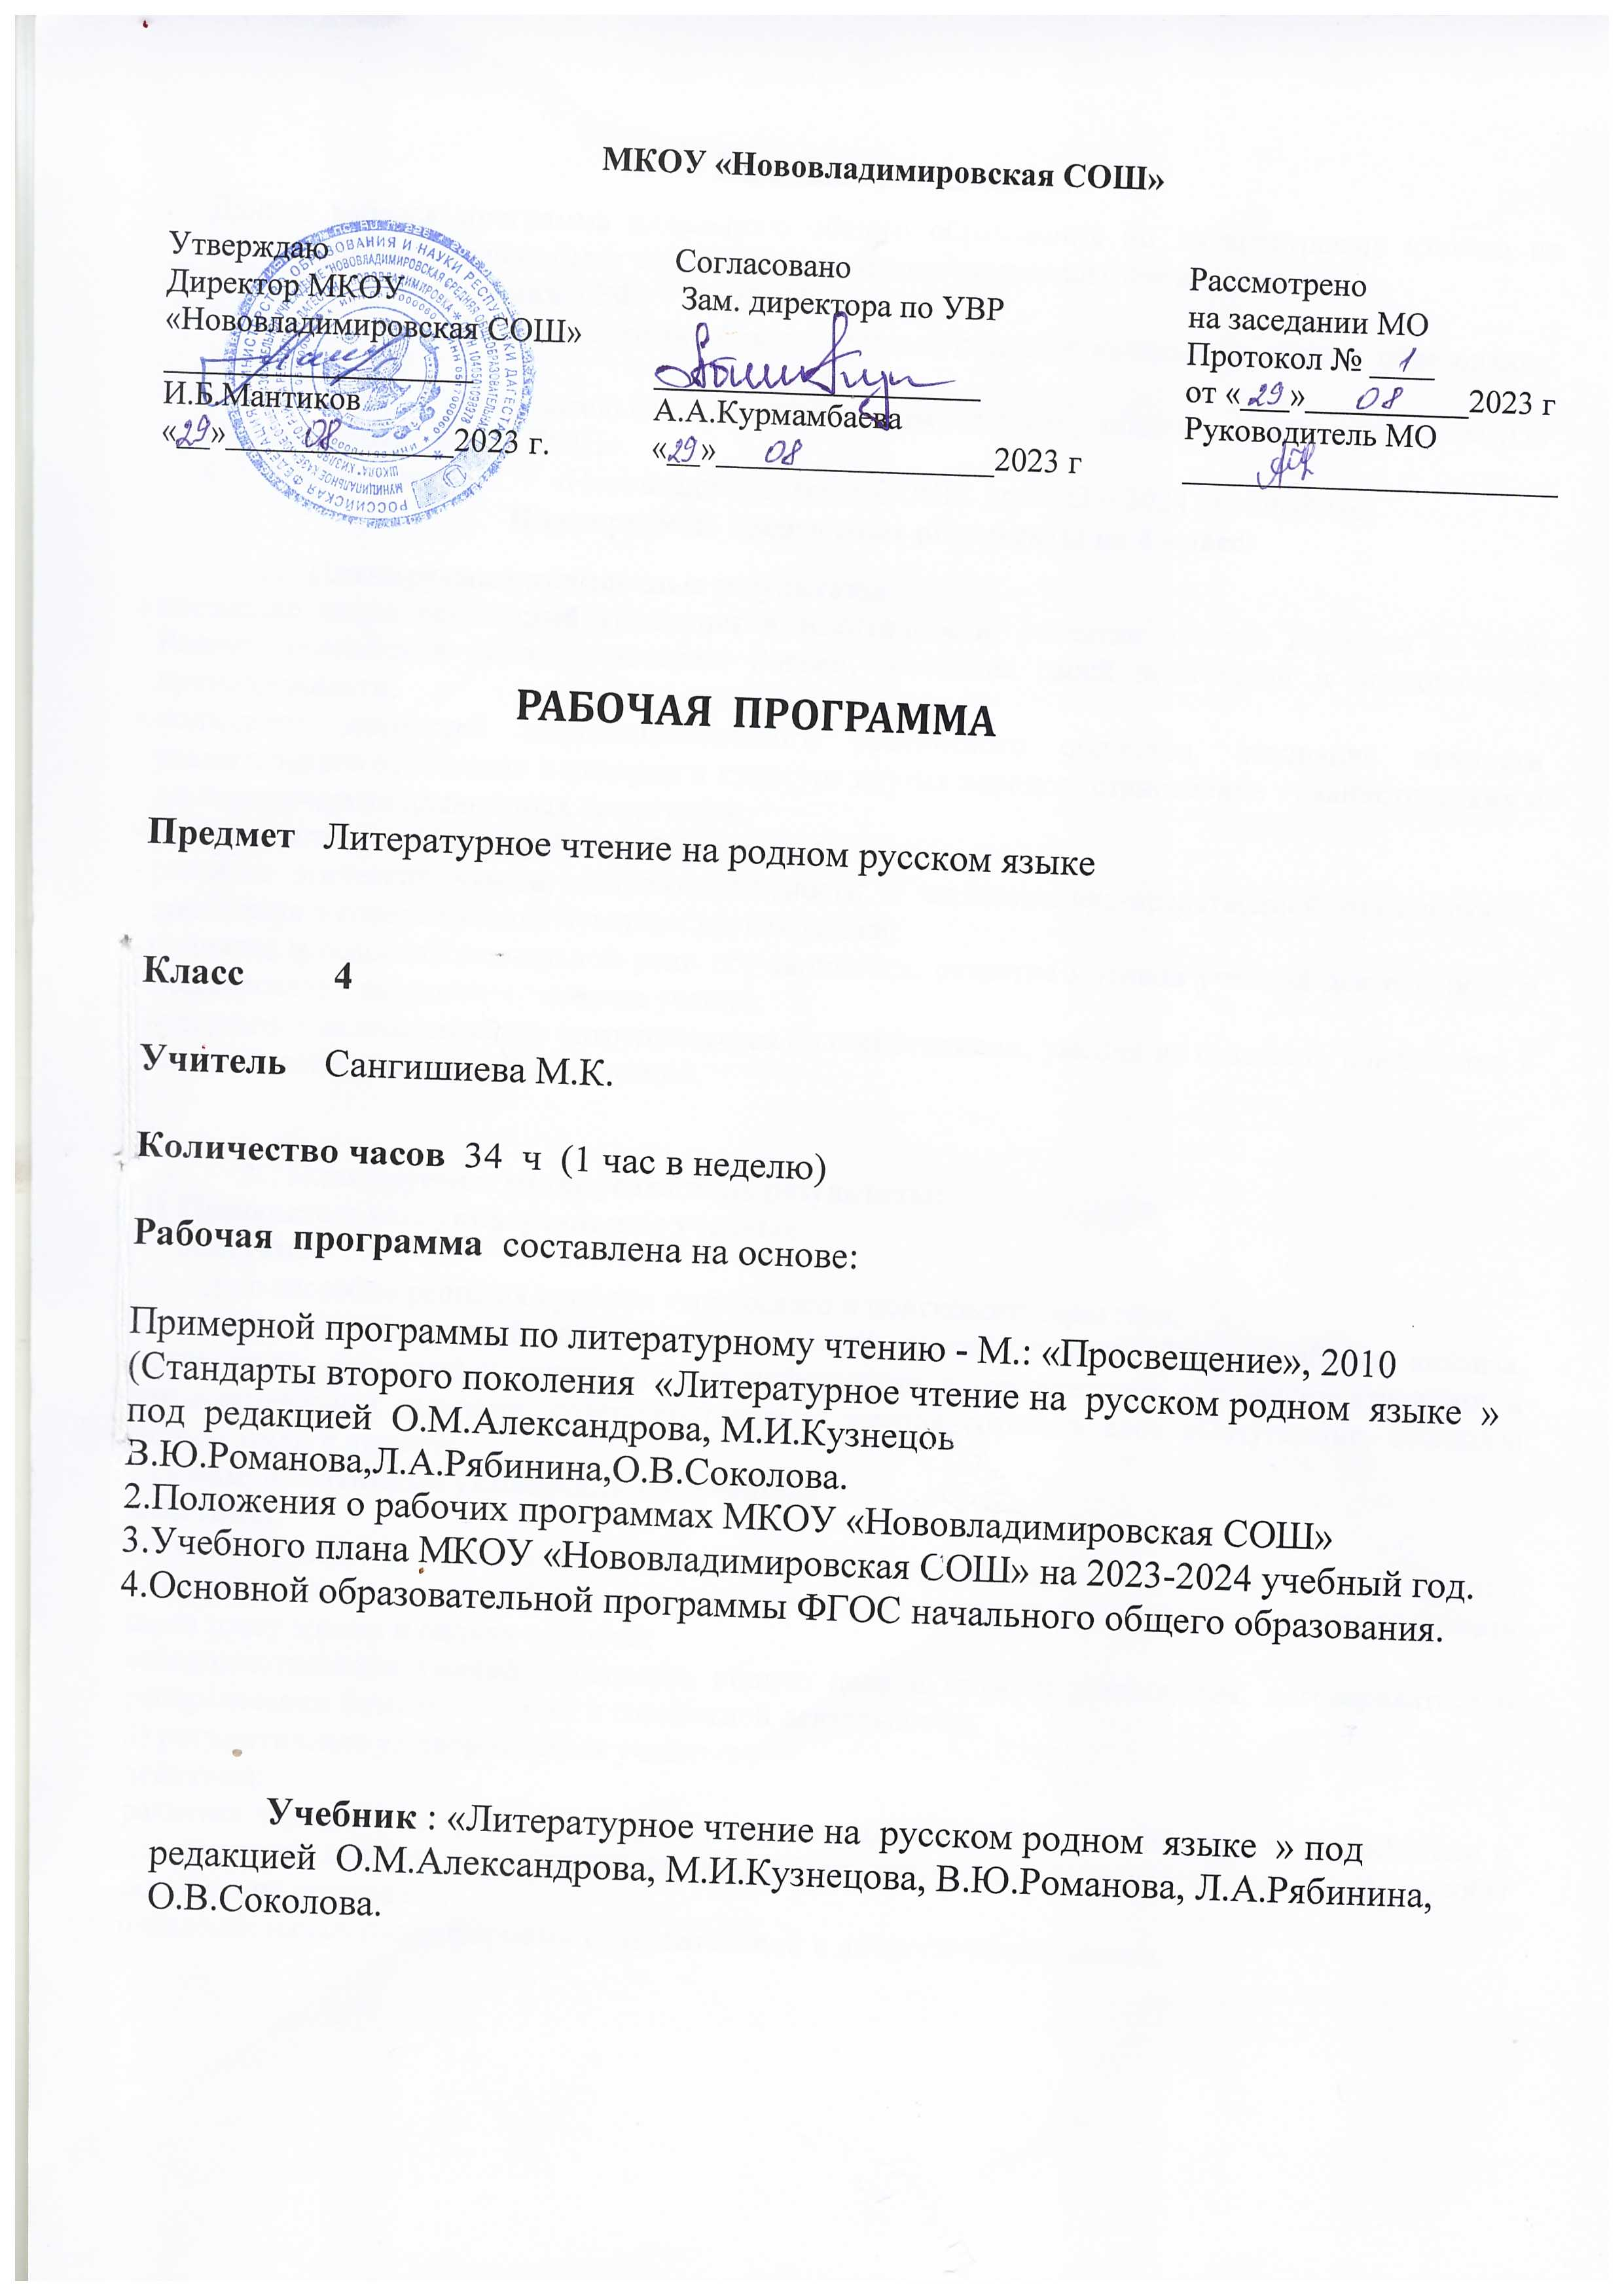 МКОУ «Нововладимировская СОШ»
Утверждаю
Директор МКОУ
«Нововладимировская СОШ»
И.Б.Мантиков
«29» 08 2023 г.
Согласовано
Зам. директора по УВР
А.А.Курмамбаева
«29» 08 2023 г
Рассмотрено
на заседании МО
Протокол № 1
от «29» 08 2023 г
Руководитель МО
РАБОЧАЯ ПРОГРАММА
Предмет Литературное чтение на родном русском языке
Класс 4
Учитель Сангишиева М.К.
Количество часов 34 ч (1 час в неделю)
Рабочая программа составлена на основе:
Примерной программы по литературному чтению - М.: «Просвещение», 2010
(Стандарты второго поколения «Литературное чтение на русском родном языке »
под редакцией О.М.Александрова, М.И.Кузнецов
В.Ю.Романова,Л.А.Рябинина,О.В.Соколова.
2.Положения о рабочих программах МКОУ «Нововладимировская СОШ»
3.Учебного плана МКОУ «Нововладимировская СОШ» на 2023-2024 учебный год.
4.Основной образовательной программы ФГОС начального общего образования.
Учебник : «Литературное чтение на русском родном языке » под
редакцией О.М.Александрова, М.И.Кузнецова, В.Ю.Романова, Л.А.Рябинина,
О.В.Соколова.